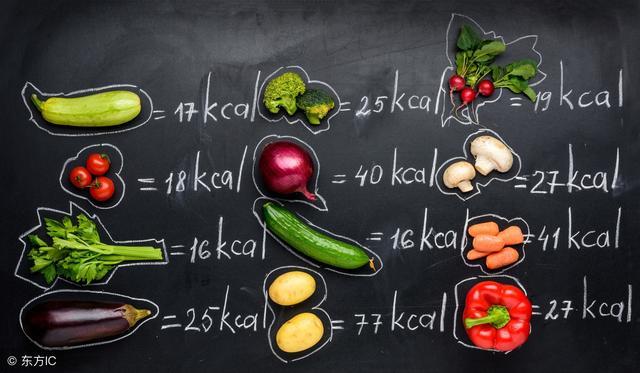 = 17 kcal = 25 kcal = 19 kcal
= 18 kcal = 40 kcal = 27 kcal
= 16 kcal = 16 kcal = 41 kcal
= 25 kcal = 77 kcal = 27 kcal
© 东方IC